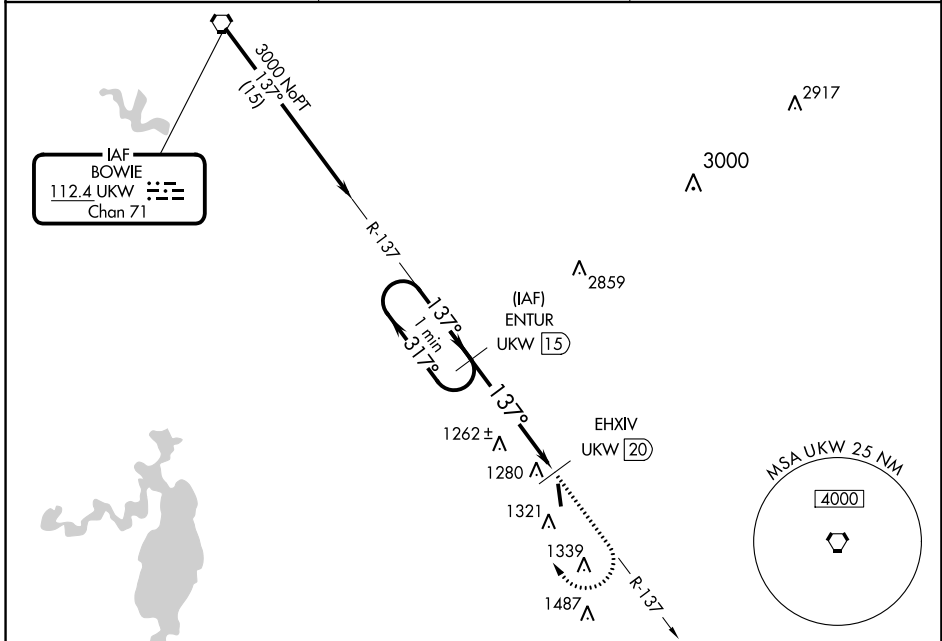 3000 NoPT
137°
(15)
2917
IAF
BOWIE
112.4 UKW
Chan 71
3000
R-137
2859
(IAF)
ENTUR
UKW 15
137°
1 min
317°
137°
EHXIV
UKW 20
1262 ±
1280
1321
1339
1487
R-137
MSA UKW 25 NM
4000